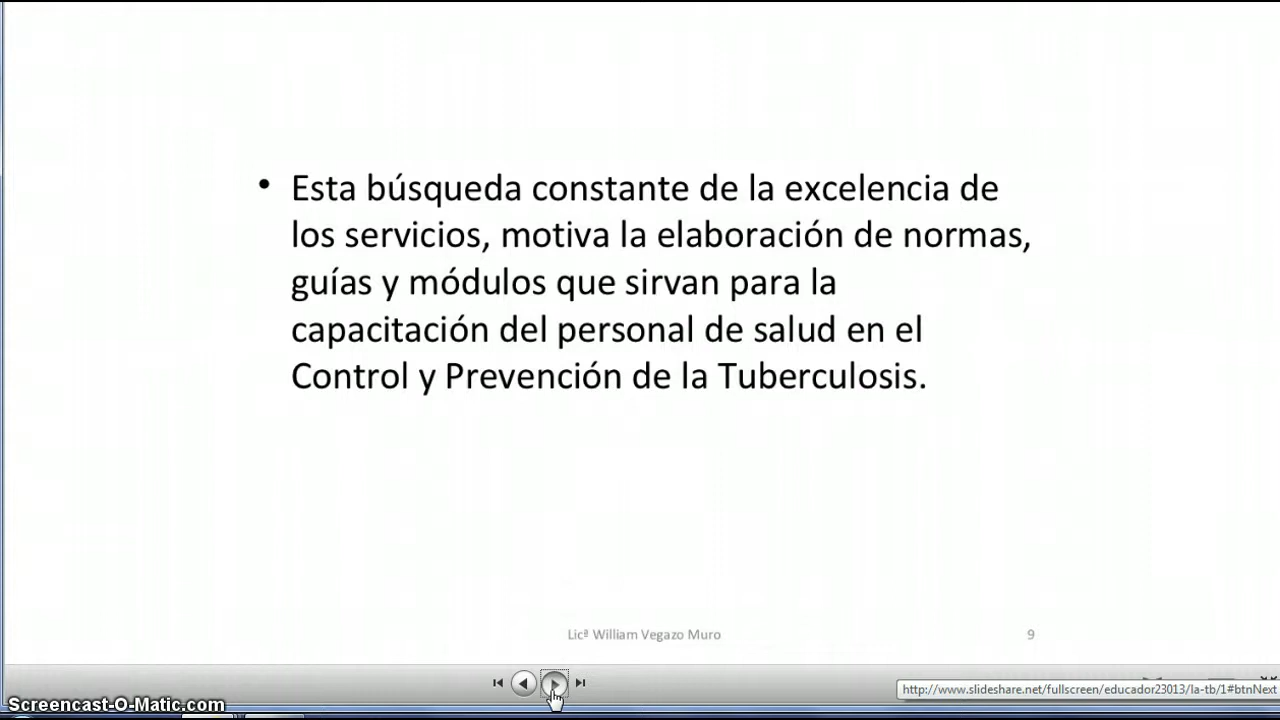 • Esta búsqueda constante de la excelencia de
los servicios, motiva la elaboración de normas,
guías y módulos que sirvan para la
capacitación del personal de salud en el
Control y Prevención de la Tuberculosis.
Licª William Vegazo Muro
9
http://www.slideshare.net/fullscreen/educador23013/la-tb/1#btnNext
Screencast-O-Matic.com